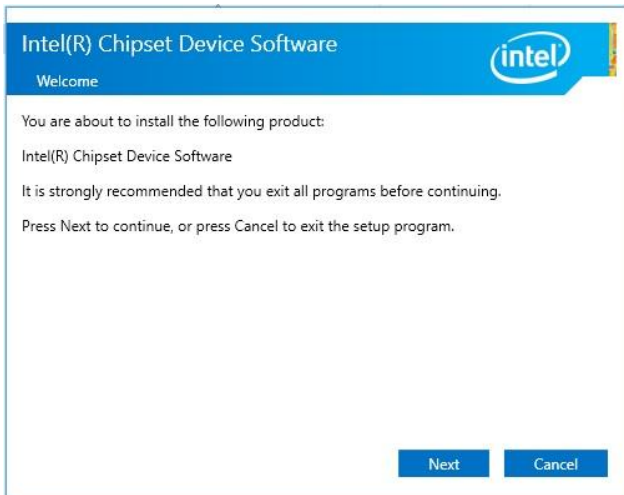 Intel(R) Chipset Device Software
intel
Welcome
You are about to install the following product:
Intel(R) Chipset Device Software
It is strongly recommended that you exit all programs before continuing.
Press Next to continue, or press Cancel to exit the setup program.
Next
Cancel